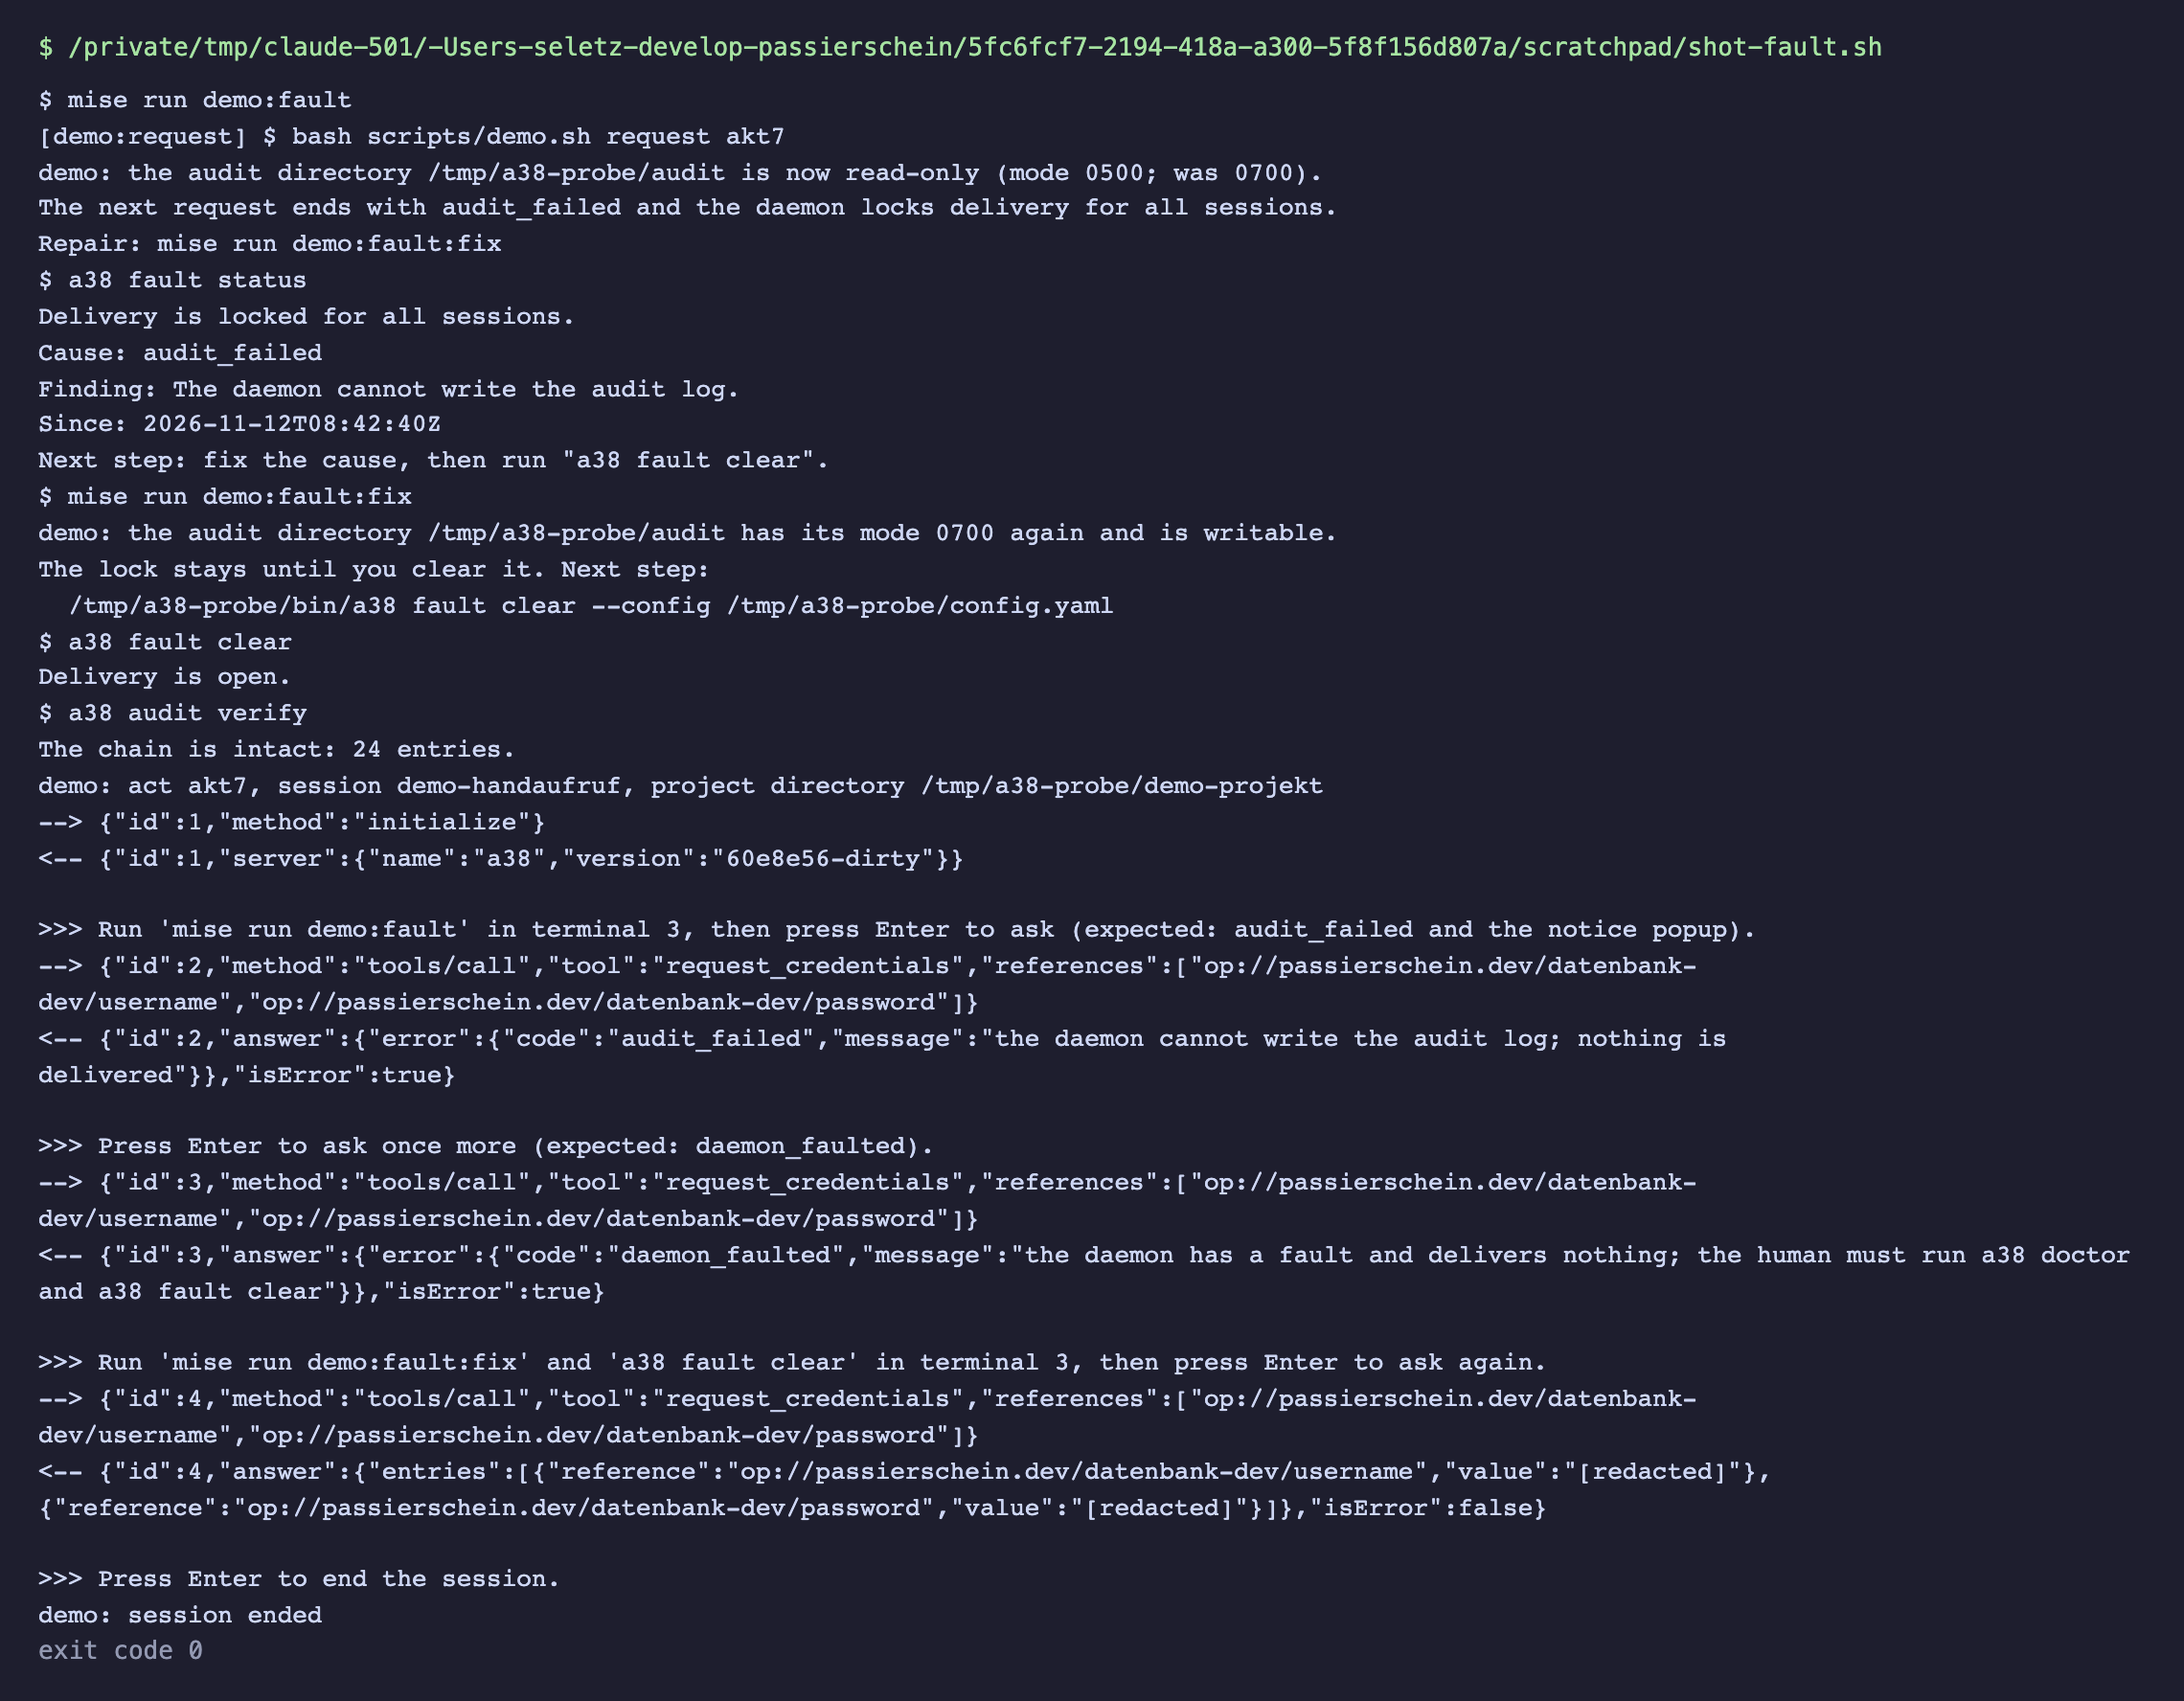 $ /private/tmp/claude-501/-Users-seletz-develop-passierschein/5fc6fcf7-2194-418a-a300-5f8f156d807a/scratchpad/shot-fault.sh
$ mise run demo:fault
[demo:request] $ bash scripts/demo.sh request akt7
demo: the audit directory /tmp/a38-probe/audit is now read-only (mode 0500; was 0700).
The next request ends with audit_failed and the daemon locks delivery for all sessions.
Repair: mise run demo:fault:fix
$ a38 fault status
Delivery is locked for all sessions.
Cause: audit_failed
Finding: The daemon cannot write the audit log.
Since: 2026-11-12T08:42:40Z
Next step: fix the cause, then run "a38 fault clear".
$ mise run demo:fault:fix
demo: the audit directory /tmp/a38-probe/audit has its mode 0700 again and is writable.
The lock stays until you clear it. Next step:
  /tmp/a38-probe/bin/a38 fault clear --config /tmp/a38-probe/config.yaml
$ a38 fault clear
Delivery is open.
$ a38 audit verify
The chain is intact: 24 entries.
demo: act akt7, session demo-handaufruf, project directory /tmp/a38-probe/demo-projekt
--> {"id":1,"method":"initialize"}
<-- {"id":1,"server":{"name":"a38","version":"60e8e56-dirty"}}

>>> Run 'mise run demo:fault' in terminal 3, then press Enter to ask (expected: audit_failed and the notice popup).
--> {"id":2,"method":"tools/call","tool":"request_credentials","references":["op://passierschein.dev/datenbank-
dev/username","op://passierschein.dev/datenbank-dev/password"]}
<-- {"id":2,"answer":{"error":{"code":"audit_failed","message":"the daemon cannot write the audit log; nothing is
delivered"}},"isError":true}

>>> Press Enter to ask once more (expected: daemon_faulted).
--> {"id":3,"method":"tools/call","tool":"request_credentials","references":["op://passierschein.dev/datenbank-
dev/username","op://passierschein.dev/datenbank-dev/password"]}
<-- {"id":3,"answer":{"error":{"code":"daemon_faulted","message":"the daemon has a fault and delivers nothing; the human must run a38 doctor
and a38 fault clear"}},"isError":true}

>>> Run 'mise run demo:fault:fix' and 'a38 fault clear' in terminal 3, then press Enter to ask again.
--> {"id":4,"method":"tools/call","tool":"request_credentials","references":["op://passierschein.dev/datenbank-
dev/username","op://passierschein.dev/datenbank-dev/password"]}
<-- {"id":4,"answer":{"entries":[{"reference":"op://passierschein.dev/datenbank-dev/username","value":"[redacted]"},
{"reference":"op://passierschein.dev/datenbank-dev/password","value":"[redacted]"}]},"isError":false}

>>> Press Enter to end the session.
demo: session ended
exit code 0